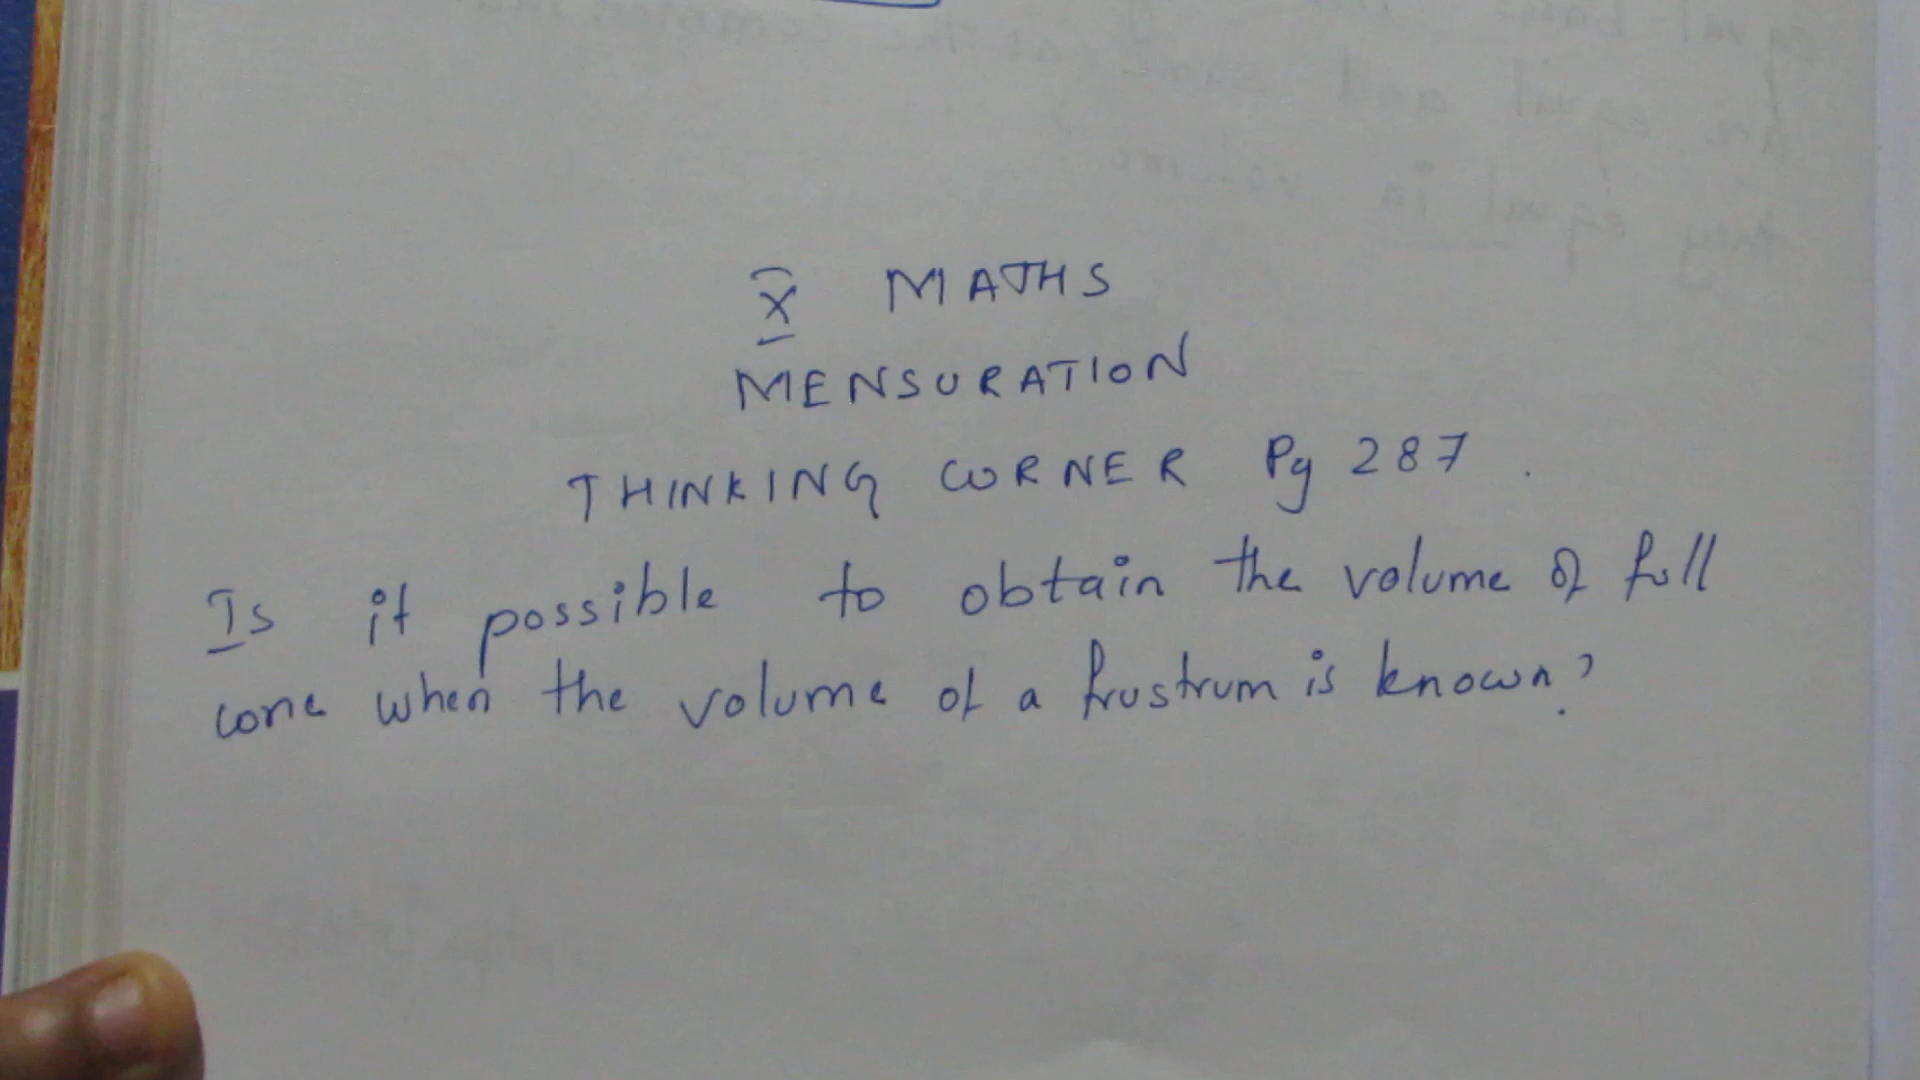 X MATHS
MENSURATION
THINKING CORNER Pg 287.
Is it possible to obtain the volume of full
cone when the volume of a frustrum is known?